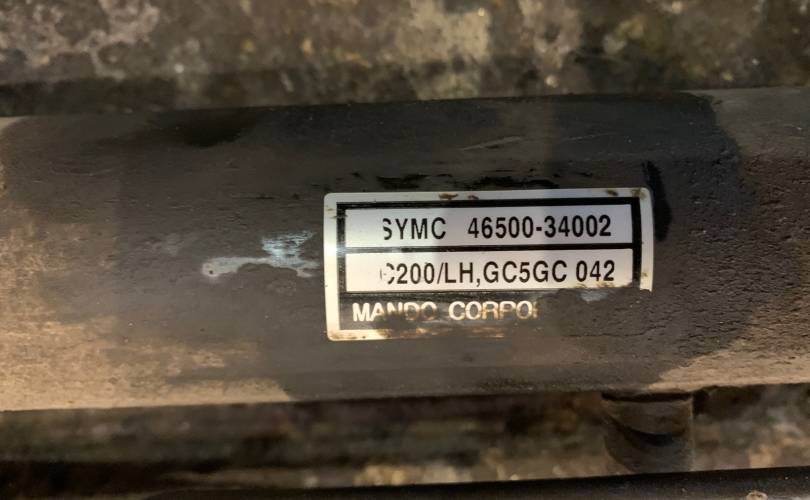 SYMC 46500-34002
C200/LH,GC5GC 042
MANDO CORPO